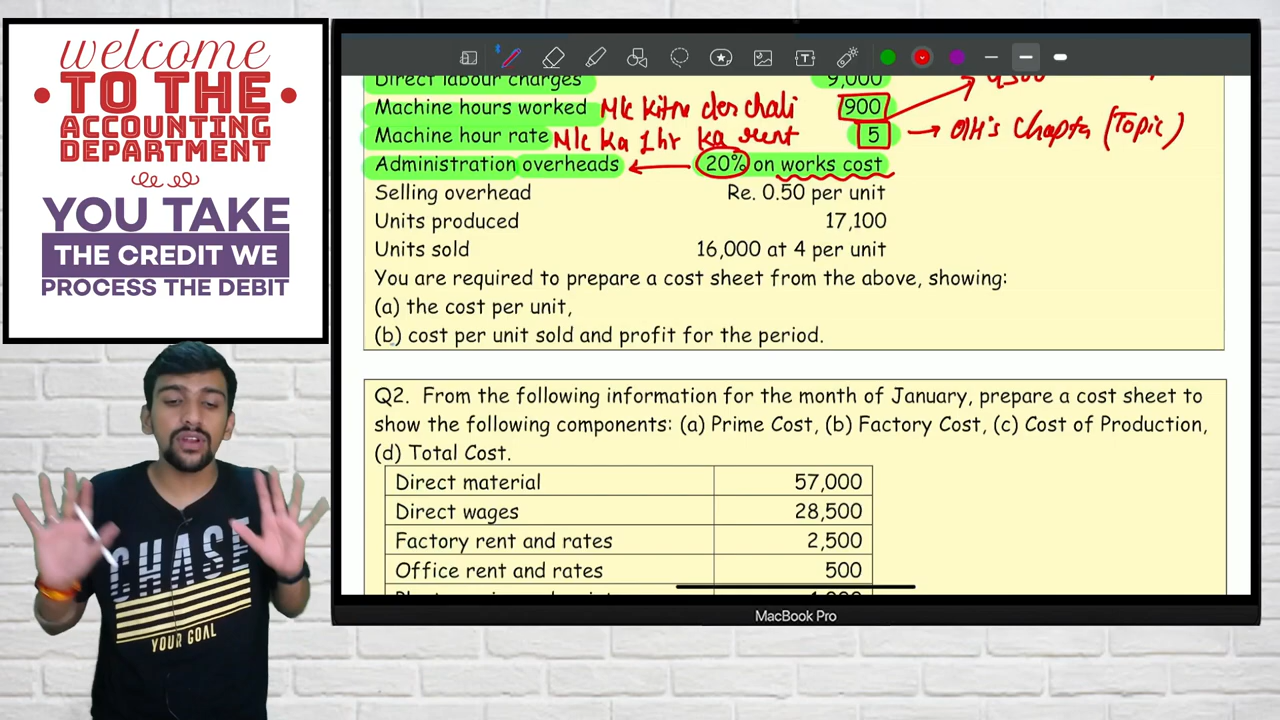 welcome
TO THE
ACCOUNTING
DEPARTMENT
YOU TAKE
THE CREDIT WE
PROCESS THE DEBIT
Direct labour charges 9,000
Machine hours worked M/c Kitne der chali 900
Machine hour rate M/c Ka 1 hr ka rent 5 → OH's Chapter (Topic)
Administration overheads 20% on works cost
Selling overhead Re. 0.50 per unit
Units produced 17,100
Units sold 16,000 at 4 per unit
You are required to prepare a cost sheet from the above, showing:
(a) the cost per unit,
(b) cost per unit sold and profit for the period.
Q2. From the following information for the month of January, prepare a cost sheet to
show the following components: (a) Prime Cost, (b) Factory Cost, (c) Cost of Production,
(d) Total Cost.
Direct material 57,000
Direct wages 28,500
Factory rent and rates 2,500
Office rent and rates 500
MacBook Pro
CHASE
YOUR GOAL